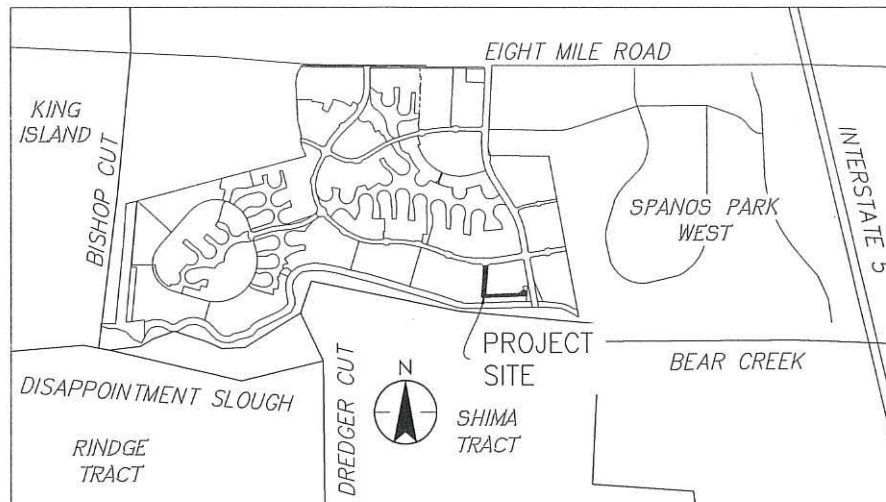 EIGHT MILE ROAD
KING
ISLAND
BISHOP CUT
INTERSTATE 5
SPANOS PARK
WEST
PROJECT
SITE
BEAR CREEK
DISAPPOINTMENT SLOUGH
DREDGER CUT
N
SHIMA
TRACT
RINDGE
TRACT